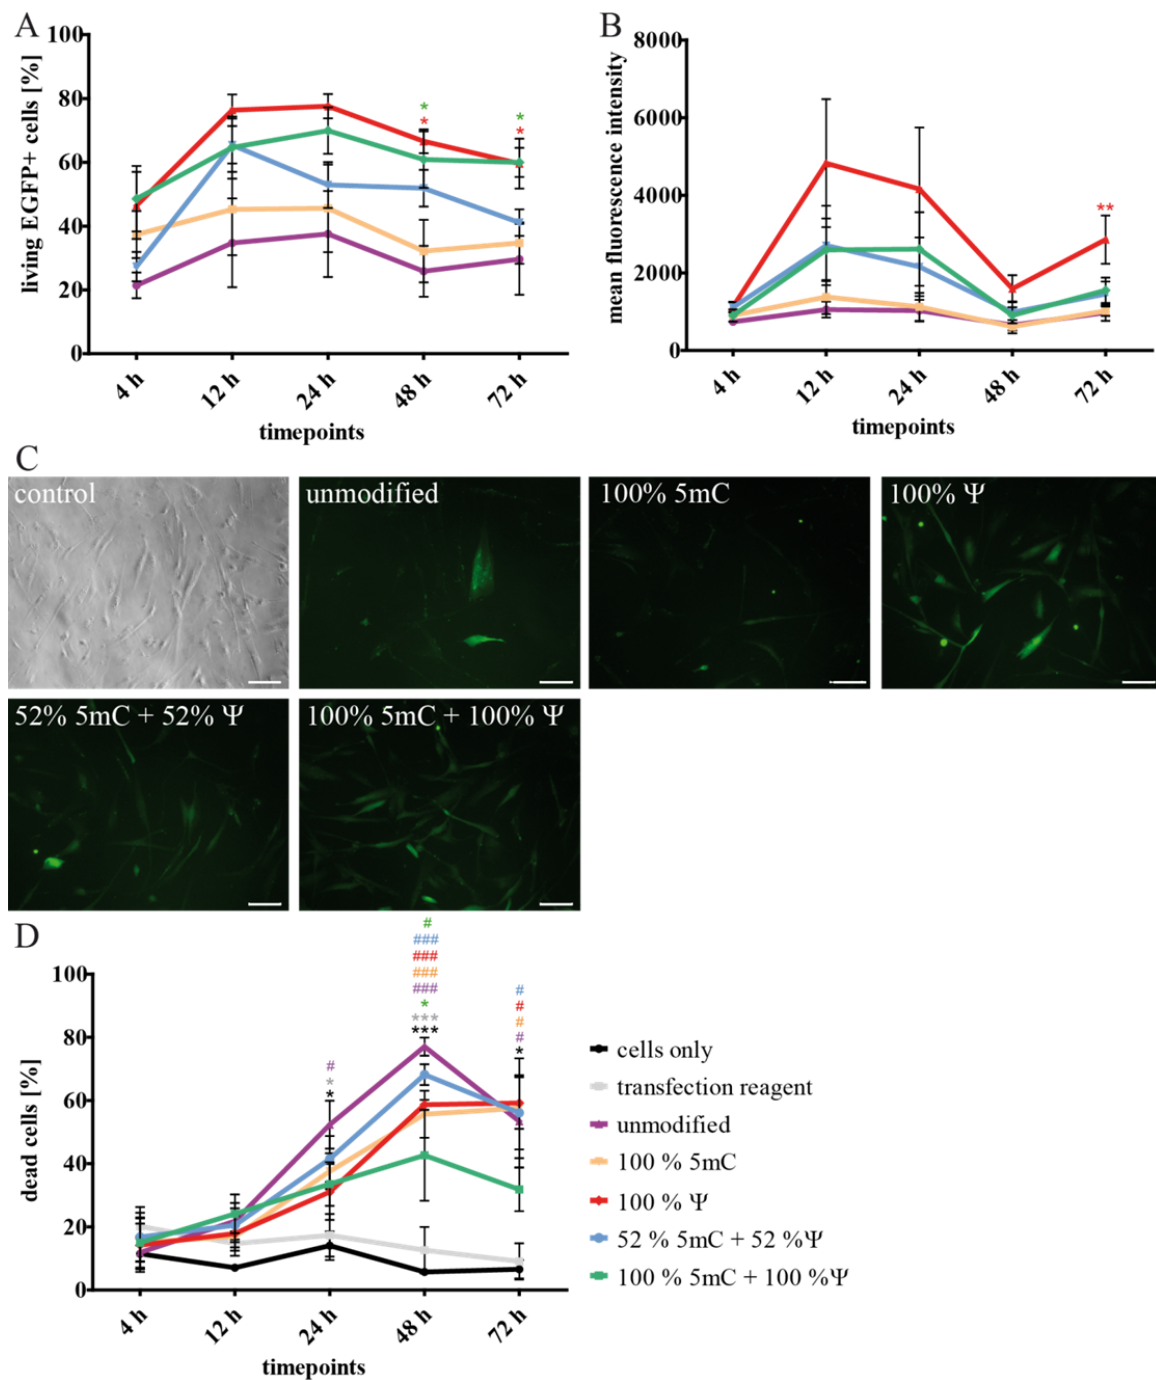 A
B
living EGFP+ cells [%]
100
80
60
40
20
0
*
*
*
*
4 h
12 h
24 h
48 h
72 h
timepoints
mean fluorescence intensity
8000
6000
4000
2000
0
**
4 h
12 h
24 h
48 h
72 h
timepoints
C
control
unmodified
100% 5mC
100% Ψ
52% 5mC + 52% Ψ
100% 5mC + 100% Ψ
D
dead cells [%]
100
80
60
40
20
0
#
*
*
#
###
###
###
###
*
***
***
#
#
#
#
*
4 h
12 h
24 h
48 h
72 h
timepoints
cells only
transfection reagent
unmodified
100 % 5mC
100 % Ψ
52 % 5mC + 52 %Ψ
100 % 5mC + 100 %Ψ